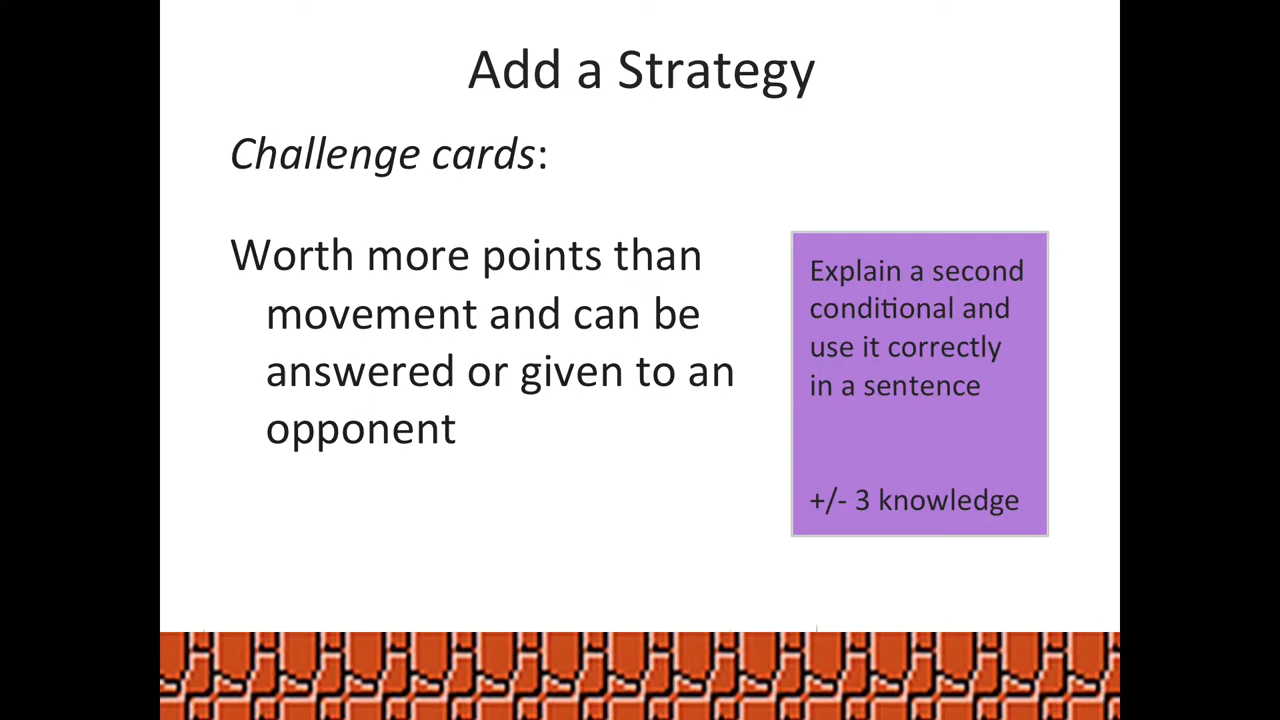 Add a Strategy
Challenge cards:
Worth more points than
movement and can be
answered or given to an
opponent
Explain a second
conditional and
use it correctly
in a sentence
+/- 3 knowledge